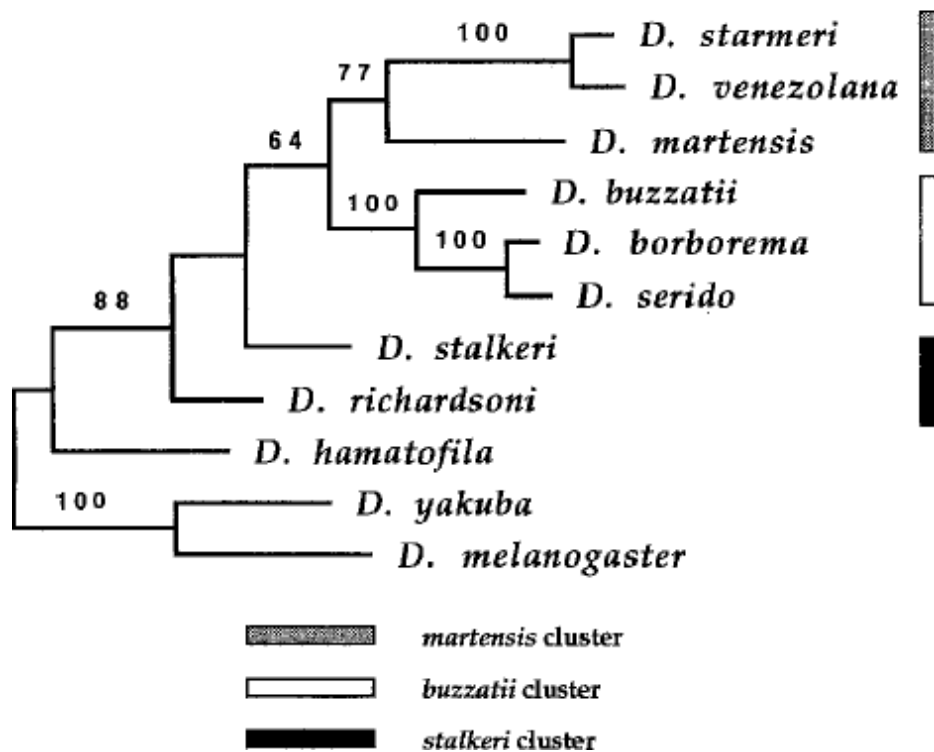 100
D. starmeri
77
D. venezolana
64
D. martensis
100
D. buzzatii
100
D. borborema
D. serido
88
D. stalkeri
D. richardsoni
D. hamatofila
100
D. yakuba
D. melanogaster
martensis cluster
buzzatii cluster
stalkeri cluster